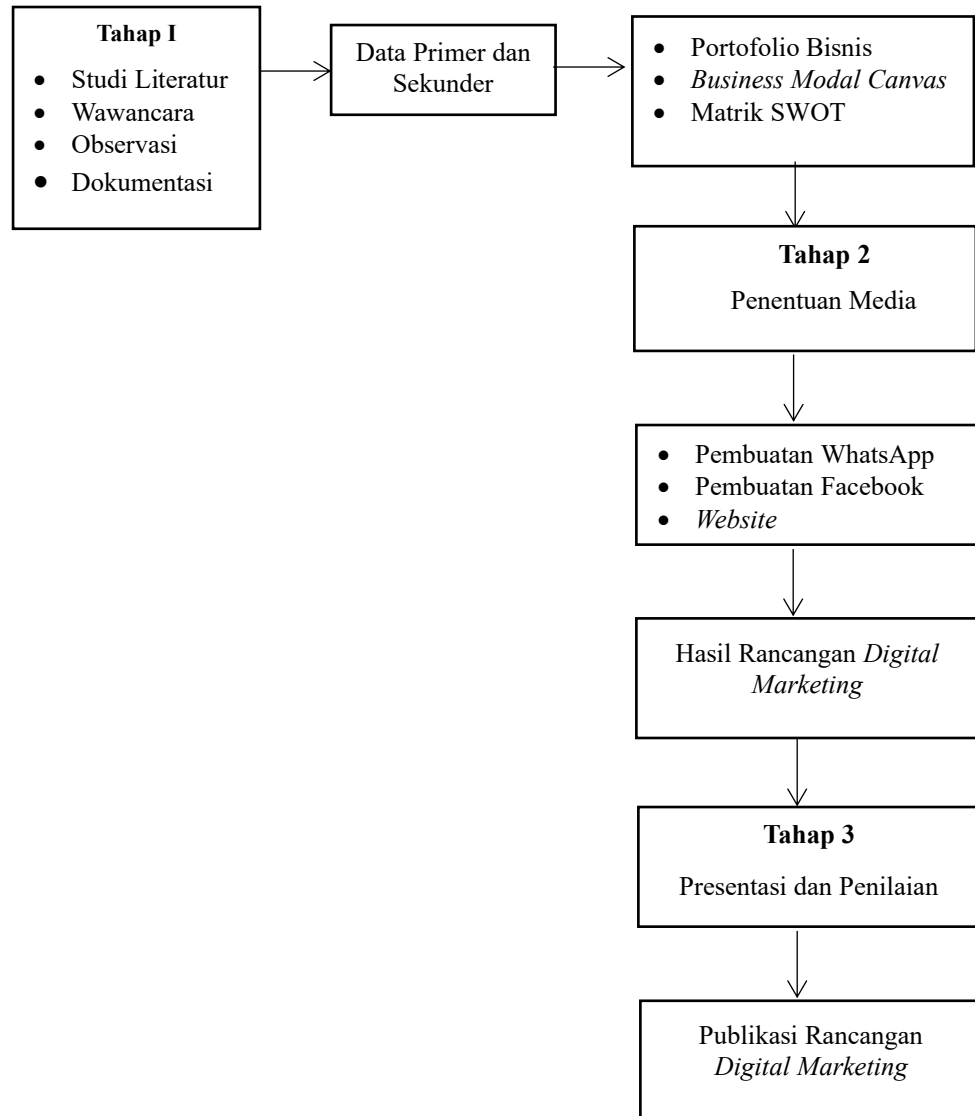 Tahap I
• Studi Literatur
• Wawancara
• Observasi
• Dokumentasi
Data Primer dan
Sekunder
• Portofolio Bisnis
• Business Modal Canvas
• Matrik SWOT
Tahap 2
Penentuan Media
• Pembuatan WhatsApp
• Pembuatan Facebook
• Website
Hasil Rancangan Digital
Marketing
Tahap 3
Presentasi dan Penilaian
Publikasi Rancangan
Digital Marketing